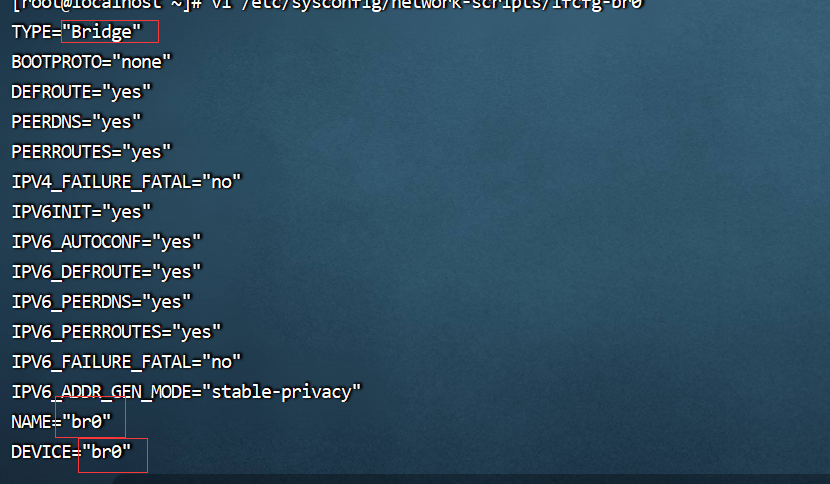 [root@localhost ~]# vi /etc/sysconfig/network-scripts/ifcfg-br0
TYPE="Bridge"
BOOTPROTO="none"
DEFROUTE="yes"
PEERDNS="yes"
PEERROUTES="yes"
IPV4_FAILURE_FATAL="no"
IPV6INIT="yes"
IPV6_AUTOCONF="yes"
IPV6_DEFROUTE="yes"
IPV6_PEERDNS="yes"
IPV6_PEERROUTES="yes"
IPV6_FAILURE_FATAL="no"
IPV6_ADDR_GEN_MODE="stable-privacy"
NAME="br0"
DEVICE="br0"